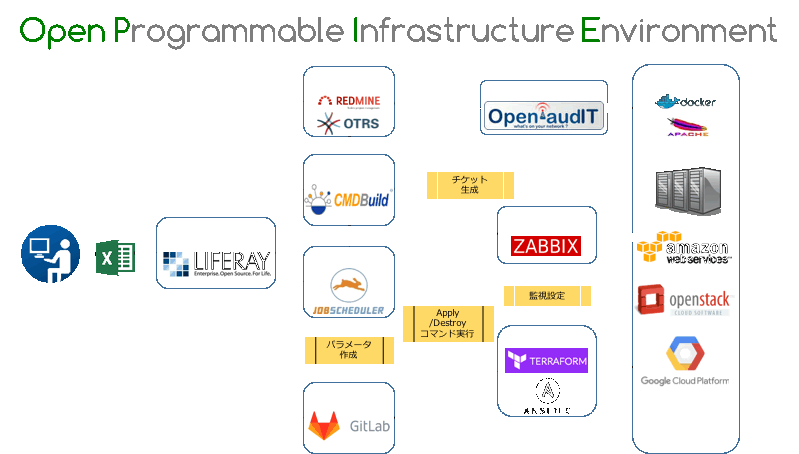 Open Programmable Infrastructure Environment
REDMINE
OTRS
Open-audIT
what's on your network?
docker
APACHE
CMDBuild
チケット
生成
ZABBIX
LIFERAY
Enterprise. Open Source. For Life.
amazon
webservices
JOBSCHEDULER
監視設定
openstack
CLOUD SOFTWARE
Apply
/Destroy
コマンド実行
パラメータ
作成
TERRAFORM
Google Cloud Platform
GitLab